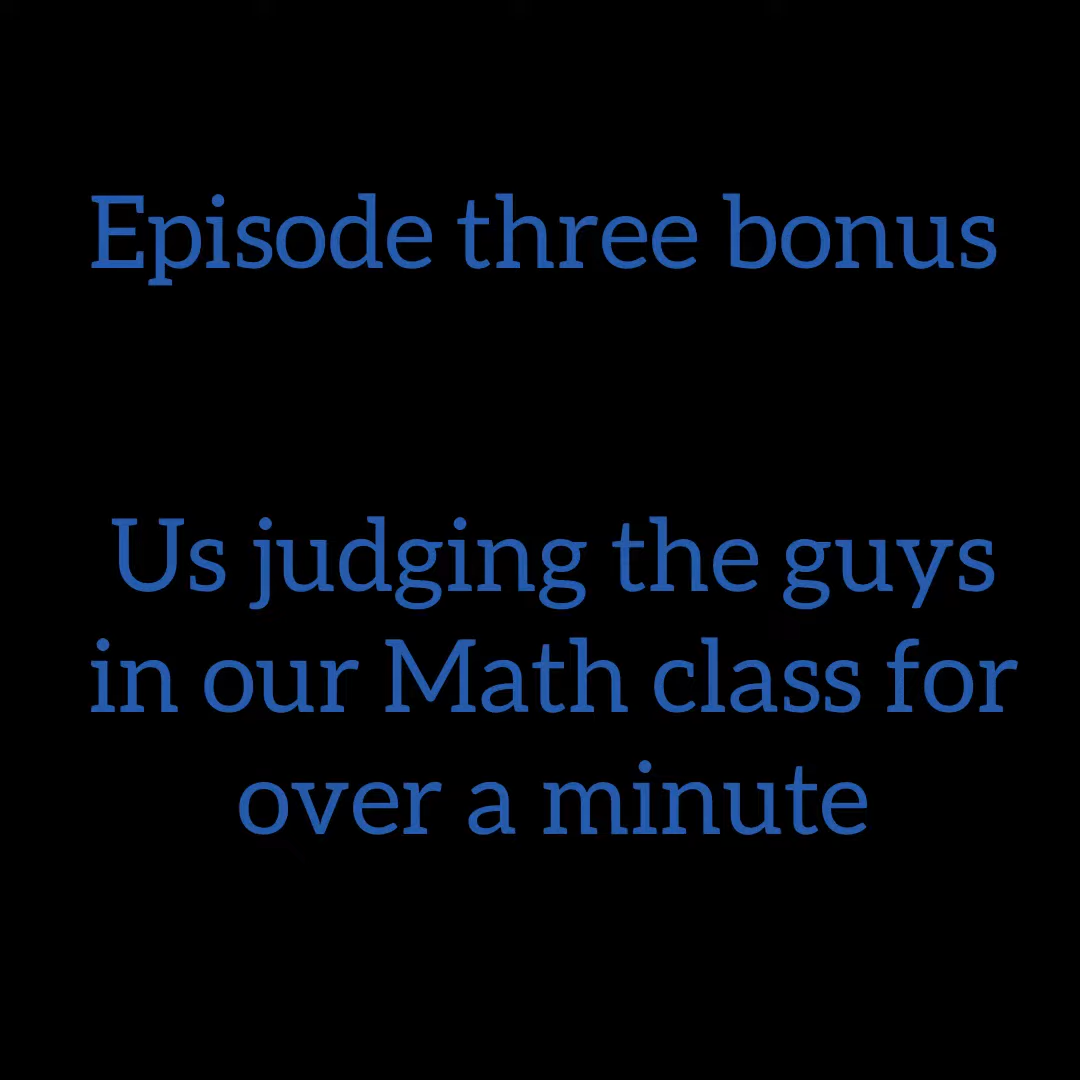 Episode three bonus
Us judging the guys
in our Math class for
over a minute